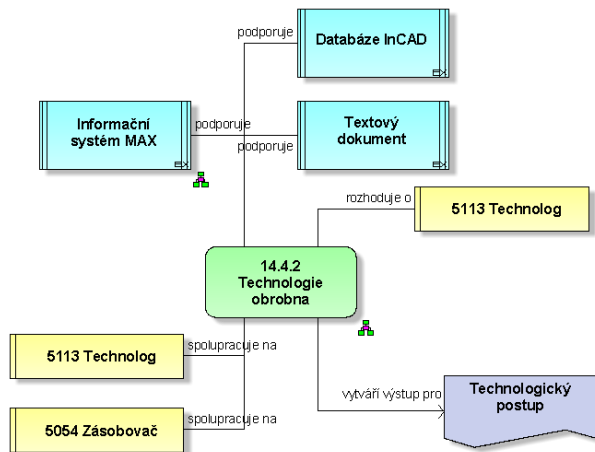 podporuje
Databáze InCAD
Informační
systém MAX
podporuje
podporuje
Textový
dokument
rozhoduje o
5113 Technolog
14.4.2
Technologie
obrobna
5113 Technolog
spolupracuje na
vytváří výstup pro
Technologický
postup
5054 Zásobovač
spolupracuje na